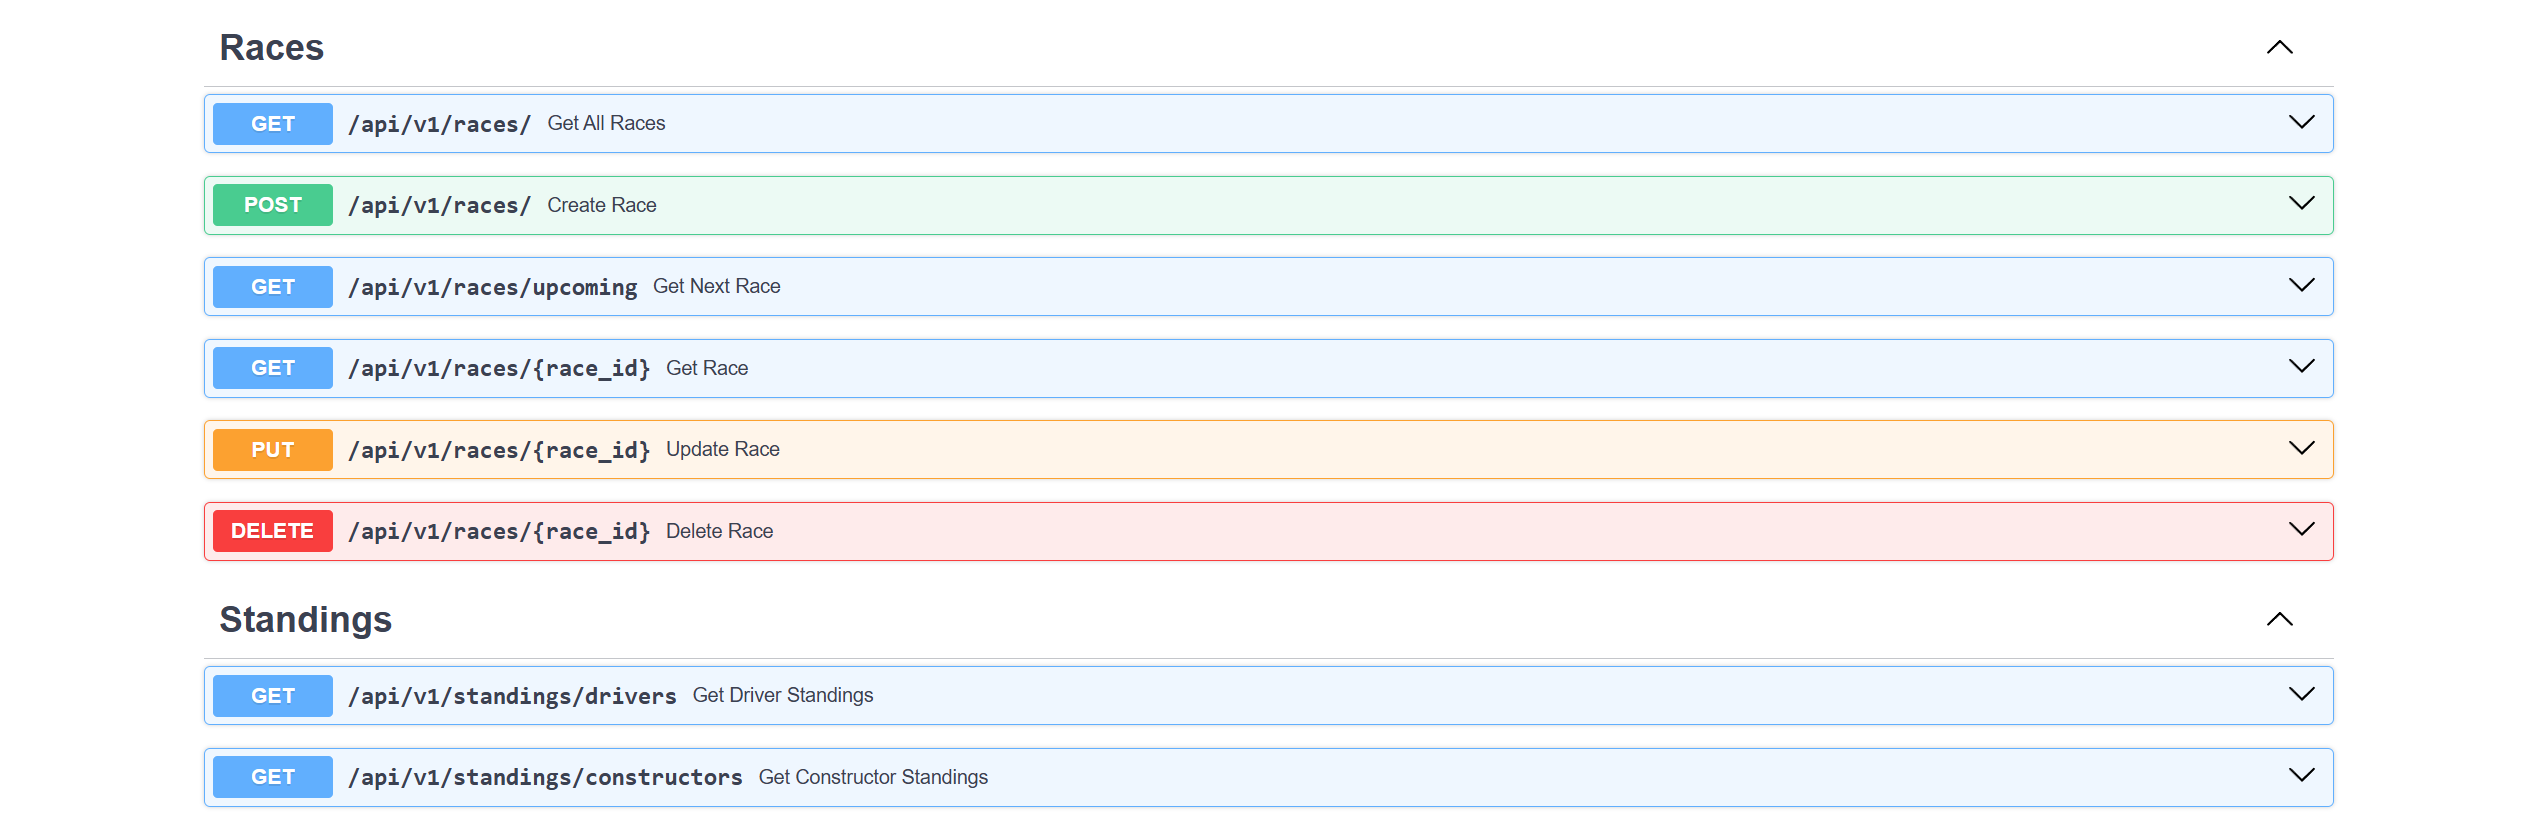 Races
GET /api/v1/races/ Get All Races
POST /api/v1/races/ Create Race
GET /api/v1/races/upcoming Get Next Race
GET /api/v1/races/{race_id} Get Race
PUT /api/v1/races/{race_id} Update Race
DELETE /api/v1/races/{race_id} Delete Race
Standings
GET /api/v1/standings/drivers Get Driver Standings
GET /api/v1/standings/constructors Get Constructor Standings